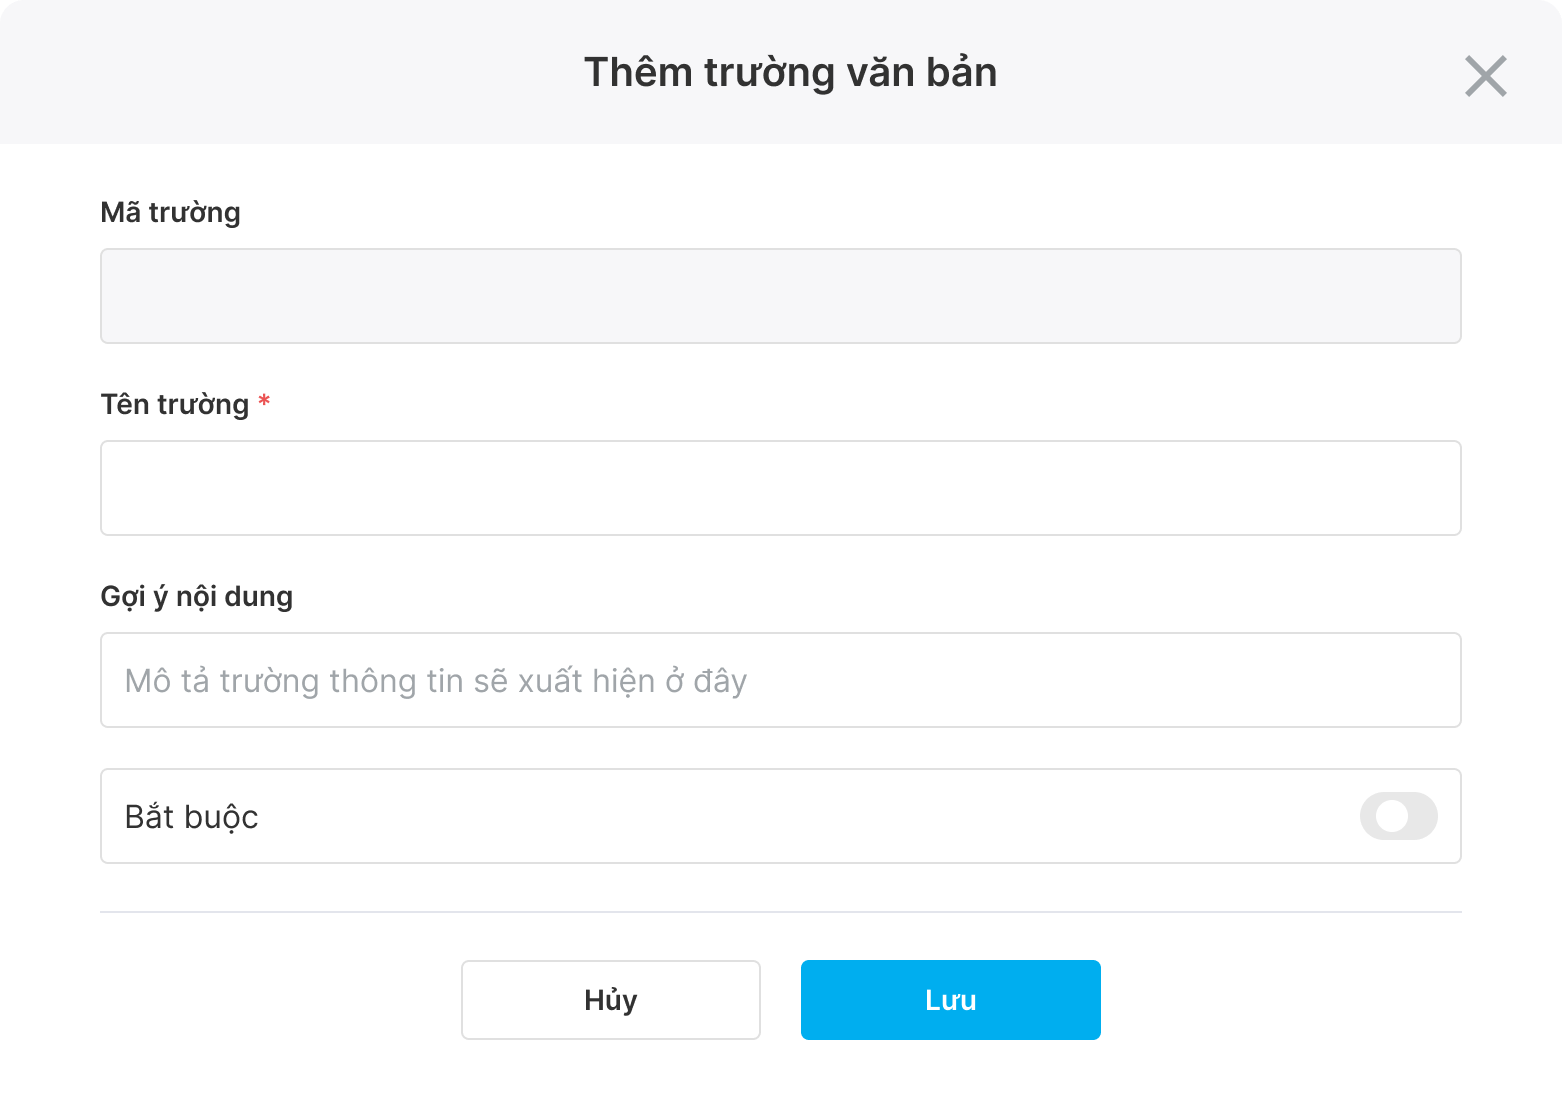 Thêm trường văn bản
Mã trường
Tên trường *
Gợi ý nội dung
Mô tả trường thông tin sẽ xuất hiện ở đây
Bắt buộc
Hủy
Lưu